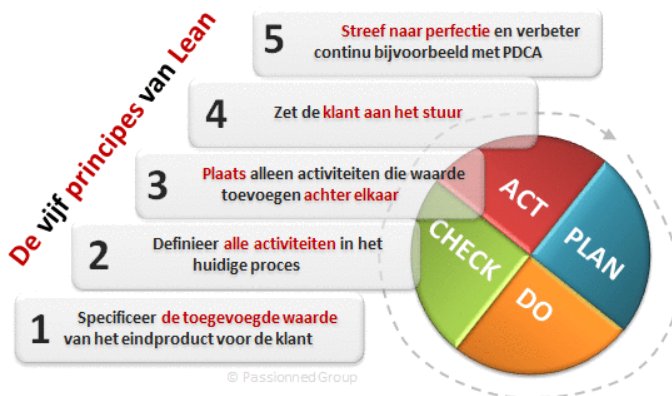 De vijf principes van Lean
5
Streef naar perfectie en verbeter
continu bijvoorbeeld met PDCA
4
Zet de klant aan het stuur
3
Plaats alleen activiteiten die waarde
toevoegen achter elkaar
2
Definieer alle activiteiten in het
huidige proces
1
Specificeer de toegevoegde waarde
van het eindproduct voor de klant
ACT
PLAN
CHECK
DO
© Passionned Group